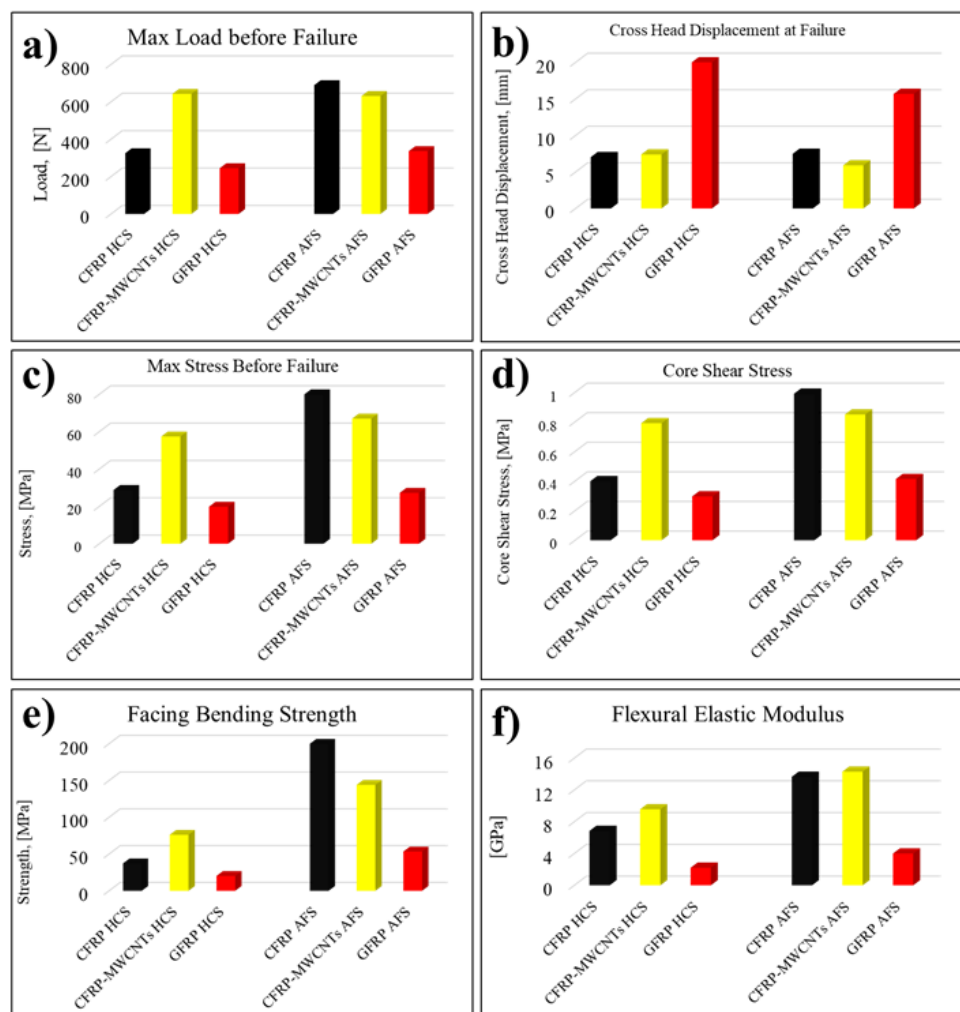 a)
Max Load before Failure
Load, [N]
800
600
400
200
0
CFRP HCS
CFRP-MWCNTs HCS
GFRP HCS
CFRP AFS
CFRP-MWCNTs AFS
GFRP AFS
b)
Cross Head Displacement at Failure
Cross Head Displacement, [mm]
20
15
10
5
0
CFRP HCS
CFRP-MWCNTs HCS
GFRP HCS
CFRP AFS
CFRP-MWCNTs AFS
GFRP AFS
c)
Max Stress Before Failure
Stress, [MPa]
80
60
40
20
0
CFRP HCS
CFRP-MWCNTs HCS
GFRP HCS
CFRP AFS
CFRP-MWCNTs AFS
GFRP AFS
d)
Core Shear Stress
Core Shear Stress, [MPa]
1
0.8
0.6
0.4
0.2
0
CFRP HCS
CFRP-MWCNTs HCS
GFRP HCS
CFRP AFS
CFRP-MWCNTs AFS
GFRP AFS
e)
Facing Bending Strength
Strength, [MPa]
200
150
100
50
0
CFRP HCS
CFRP-MWCNTs HCS
GFRP HCS
CFRP AFS
CFRP-MWCNTs AFS
GFRP AFS
f)
Flexural Elastic Modulus
[GPa]
16
12
8
4
0
CFRP HCS
CFRP-MWCNTs HCS
GFRP HCS
CFRP AFS
CFRP-MWCNTs AFS
GFRP AFS